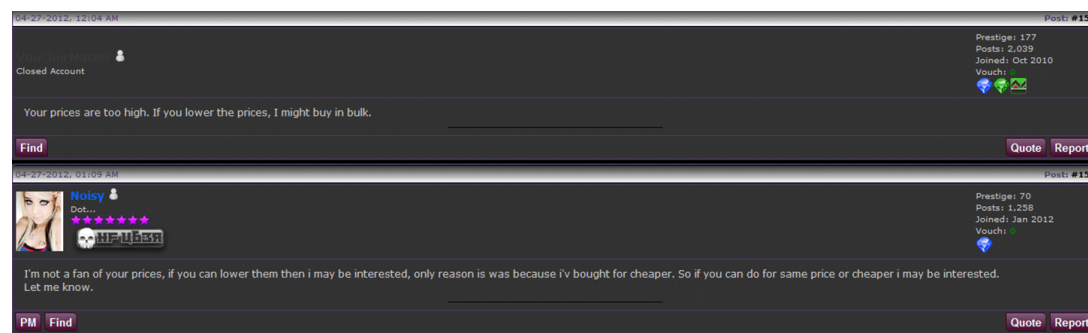 04-27-2012, 12:04 AM Post: #15
VoucherMaster
Closed Account
Prestige: 177
Posts: 2,039
Joined: Oct 2010
Vouch: 0
Your prices are too high. If you lower the prices, I might buy in bulk.
Find Quote Report
04-27-2012, 01:09 AM Post: #15
Noisy
Dot...
HF-UB3R
Prestige: 70
Posts: 1,258
Joined: Jan 2012
Vouch: 0
I'm not a fan of your prices, if you can lower them then i may be interested, only reason is was because i'v bought for cheaper. So if you can do for same price or cheaper i may be interested.
Let me know.
PM Find Quote Report